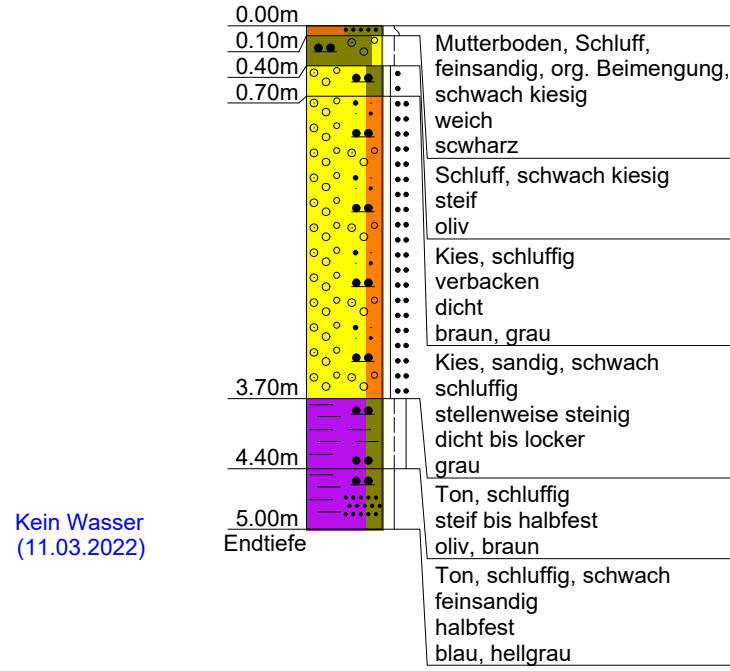 0.00m
0.10m
0.40m
0.70m
Mutterboden, Schluff,
feinsandig, org. Beimengung,
schwach kiesig
weich
scwharz
Schluff, schwach kiesig
steif
oliv
Kies, schluffig
verbacken
dicht
braun, grau
3.70m
Kies, sandig, schwach
schluffig
stellenweise steinig
dicht bis locker
grau
4.40m
Ton, schluffig
steif bis halbfest
oliv, braun
5.00m
Endtiefe
Kein Wasser
(11.03.2022)
Ton, schluffig, schwach
feinsandig
halbfest
blau, hellgrau